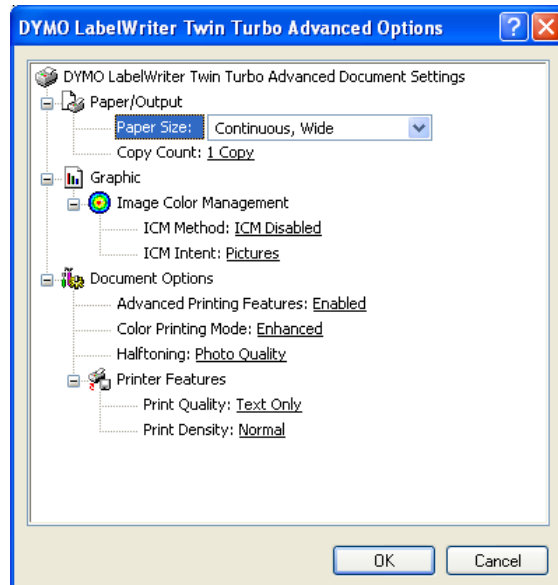 DYMO LabelWriter Twin Turbo Advanced Options
DYMO LabelWriter Twin Turbo Advanced Document Settings
Paper/Output
Paper Size: Continuous, Wide
Copy Count: 1 Copy
Graphic
Image Color Management
ICM Method: ICM Disabled
ICM Intent: Pictures
Document Options
Advanced Printing Features: Enabled
Color Printing Mode: Enhanced
Halftoning: Photo Quality
Printer Features
Print Quality: Text Only
Print Density: Normal
OK Cancel